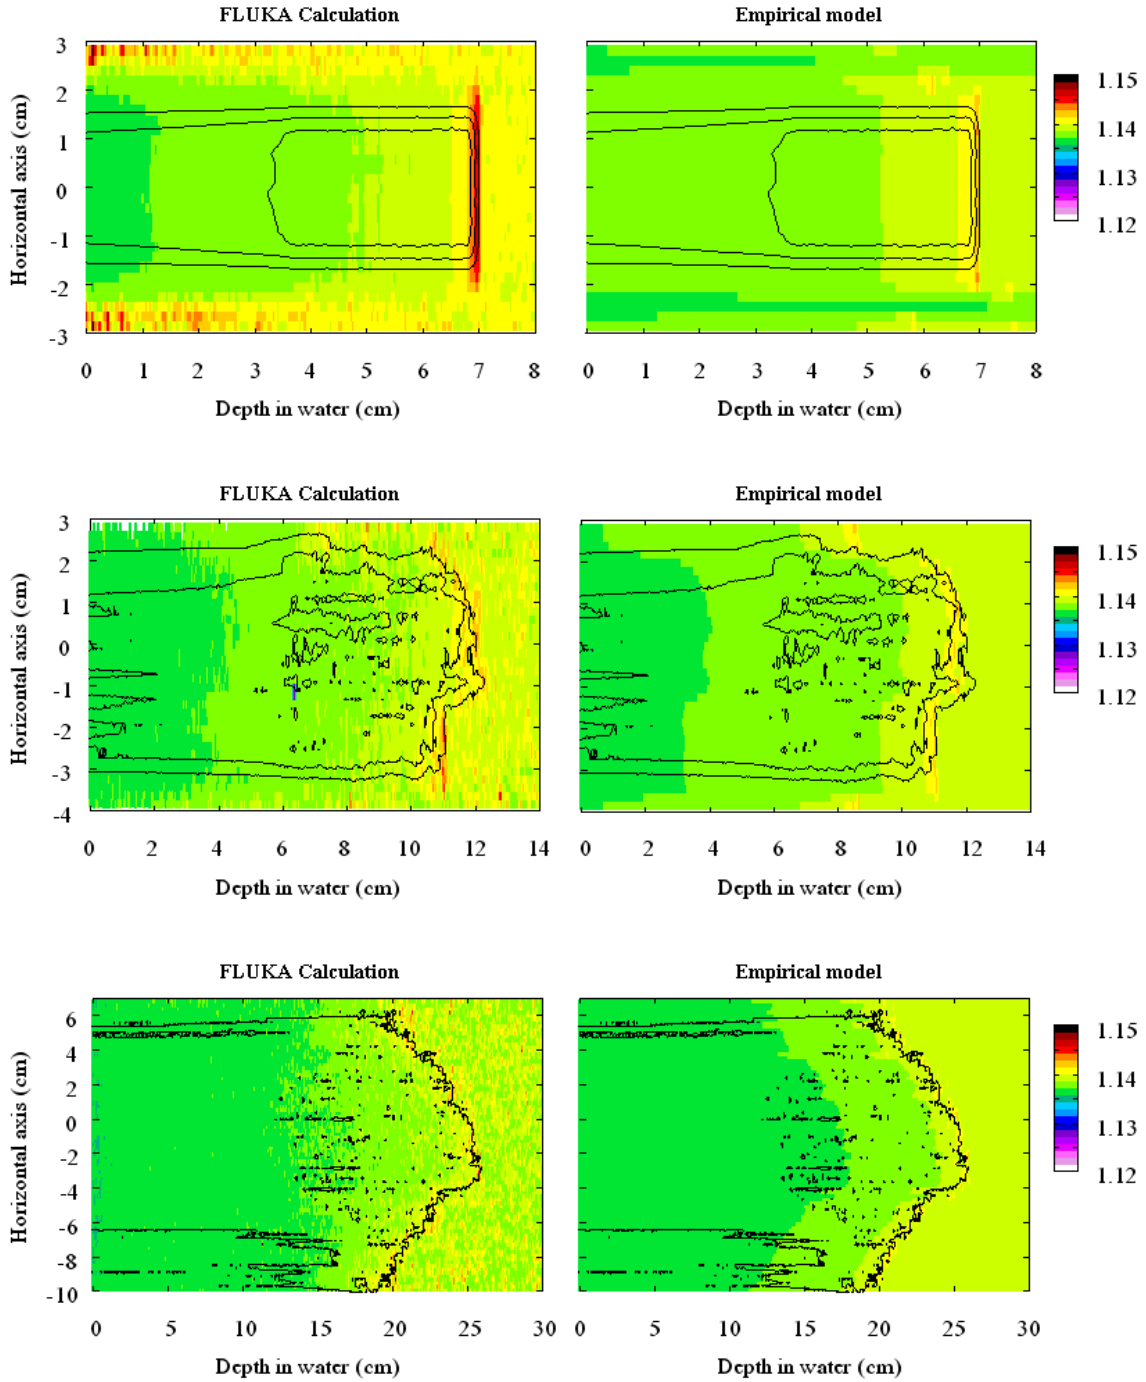 FLUKA Calculation Empirical model
3 2 1 0 -1 -2 -3
Horizontal axis (cm)
1.15 1.14 1.13 1.12
0 1 2 3 4 5 6 7 8 0 1 2 3 4 5 6 7 8
Depth in water (cm) Depth in water (cm)
FLUKA Calculation Empirical model
3 2 1 0 -1 -2 -3 -4
Horizontal axis (cm)
1.15 1.14 1.13 1.12
0 2 4 6 8 10 12 14 0 2 4 6 8 10 12 14
Depth in water (cm) Depth in water (cm)
FLUKA Calculation Empirical model
6 4 2 0 -2 -4 -6 -8 -10
Horizontal axis (cm)
1.15 1.14 1.13 1.12
0 5 10 15 20 25 30 0 5 10 15 20 25 30
Depth in water (cm) Depth in water (cm)